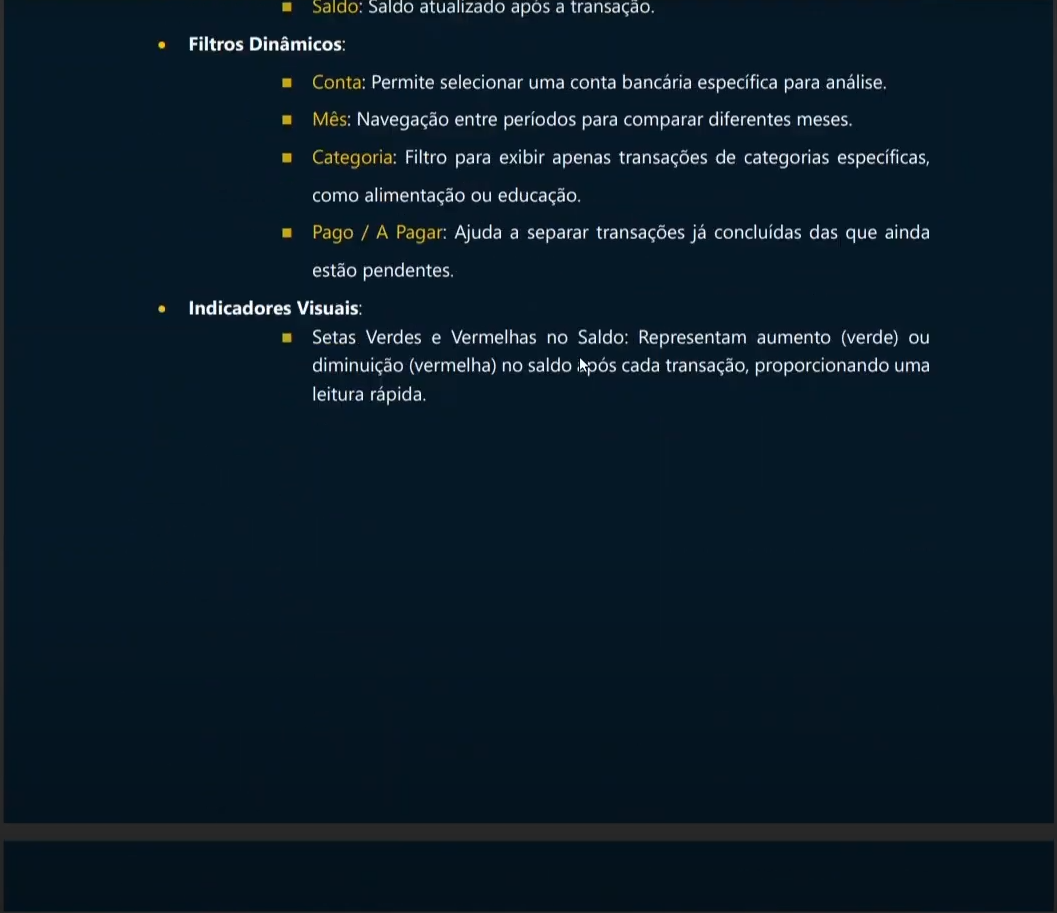 Saldo: Saldo atualizado após a transação.
Filtros Dinâmicos:
Conta: Permite selecionar uma conta bancária específica para análise.
Mês: Navegação entre períodos para comparar diferentes meses.
Categoria: Filtro para exibir apenas transações de categorias específicas,
como alimentação ou educação.
Pago / A Pagar: Ajuda a separar transações já concluídas das que ainda
estão pendentes.
Indicadores Visuais:
Setas Verdes e Vermelhas no Saldo: Representam aumento (verde) ou
diminuição (vermelha) no saldo após cada transação, proporcionando uma
leitura rápida.